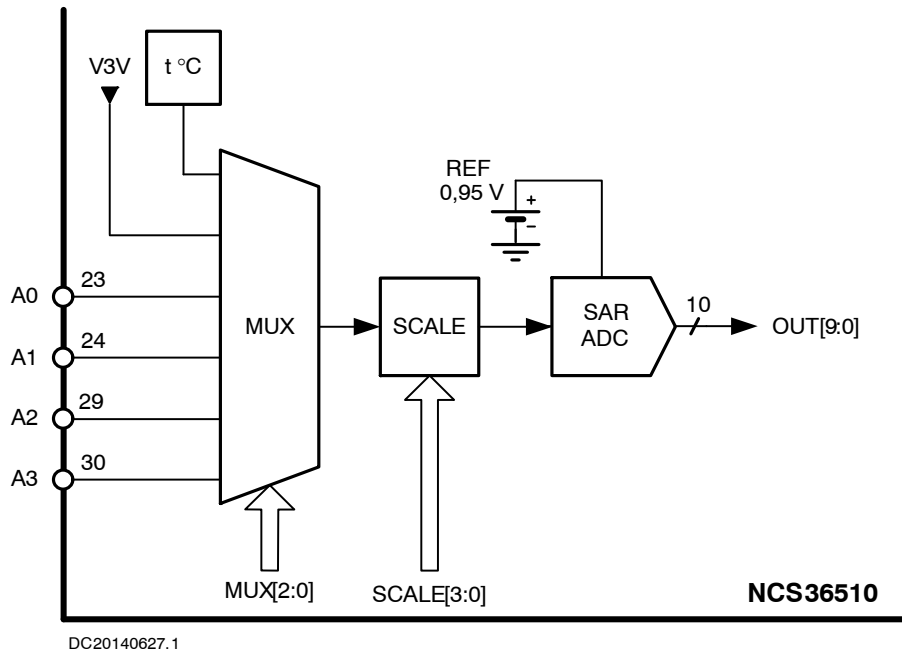 V3V
t °C
REF
0,95 V
+
−
A0
23
A1
24
A2
29
A3
30
MUX
SCALE
SAR
ADC
10
OUT[9:0]
MUX[2:0]
SCALE[3:0]
NCS36510
DC20140627.1